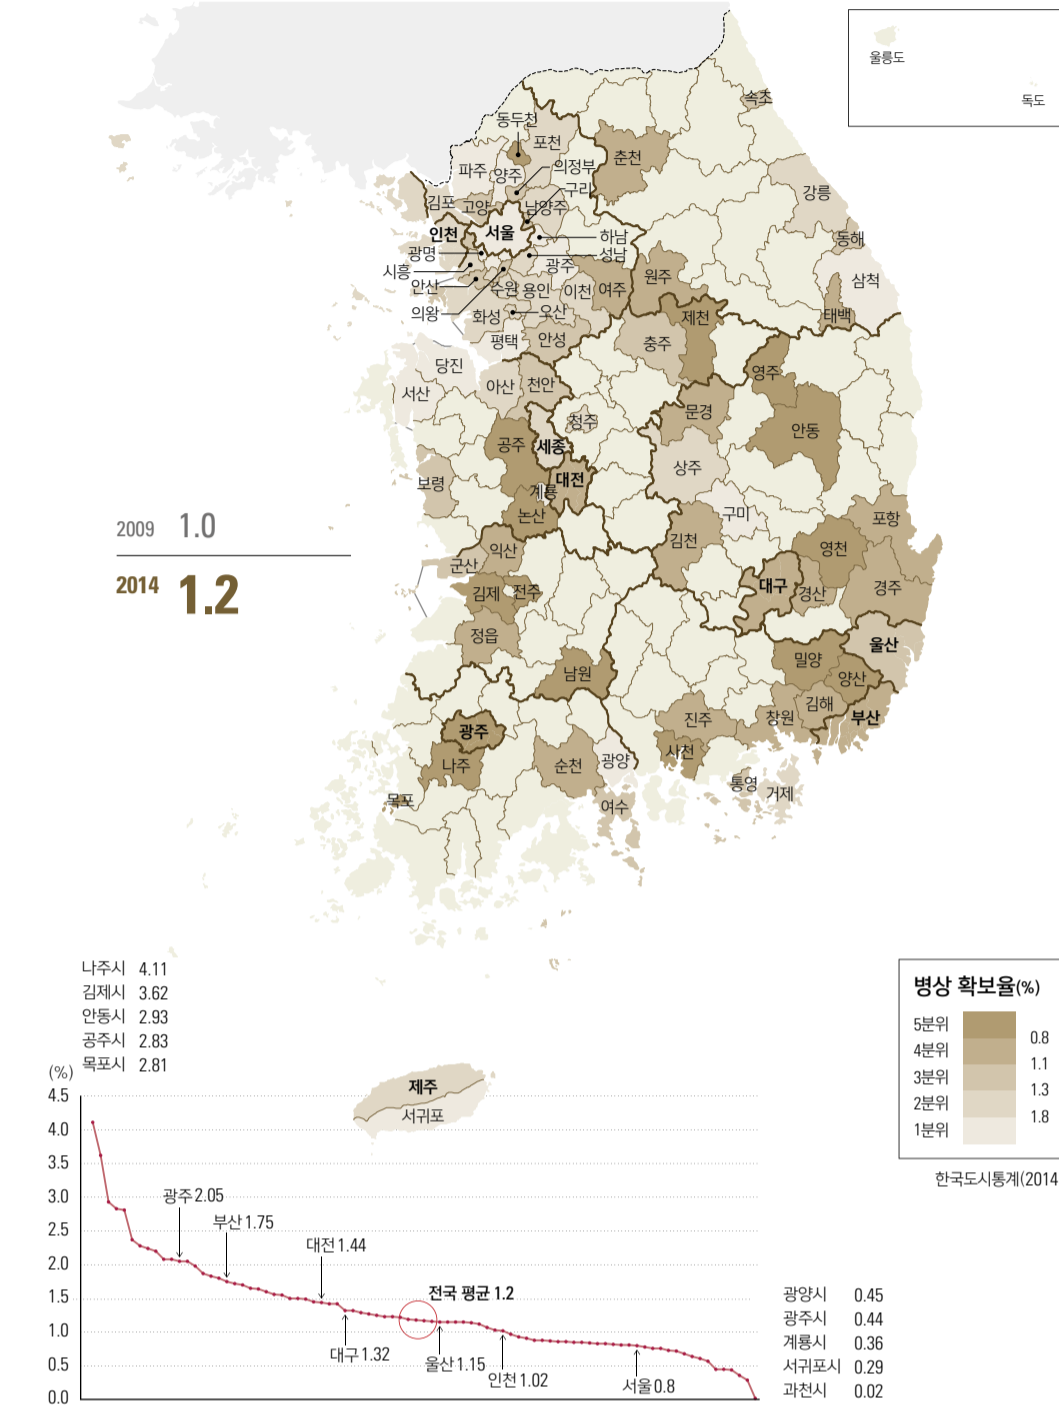 울릉도
독도
속초
동두천
포천
춘천
파주
양주
의정부
강릉
구리
김포
고양
남양주
인천
서울
하남
동해
광명
성남
시흥
광주
원주
삼척
안산
수원
용인
이천
여주
의왕
화성
오산
제천
태백
평택
안성
충주
당진
영주
서산
아산
천안
문경
청주
안동
공주
세종
상주
대전
보령
계룡
구미
논산
포항
2009 1.0
김천
영천
익산
군산
2014 1.2
김제
전주
대구
경산
경주
정읍
울산
밀양
남원
양산
김해
진주
창원
부산
광주
사천
나주
순천
광양
통영
거제
목포
여수
나주시 4.11
김제시 3.62
안동시 2.93
공주시 2.83
목포시 2.81
병상 확보율(%)
5분위
0.8
4분위
1.1
3분위
1.3
2분위
1.8
1분위
한국도시통계(2014
제주
서귀포
(%)
4.5
4.0
3.5
3.0
2.5
2.0
1.5
1.0
0.5
0.0
광주 2.05
부산 1.75
대전 1.44
전국 평균 1.2
대구 1.32
울산 1.15
인천 1.02
서울 0.8
광양시 0.45
광주시 0.44
계룡시 0.36
서귀포시 0.29
과천시 0.02